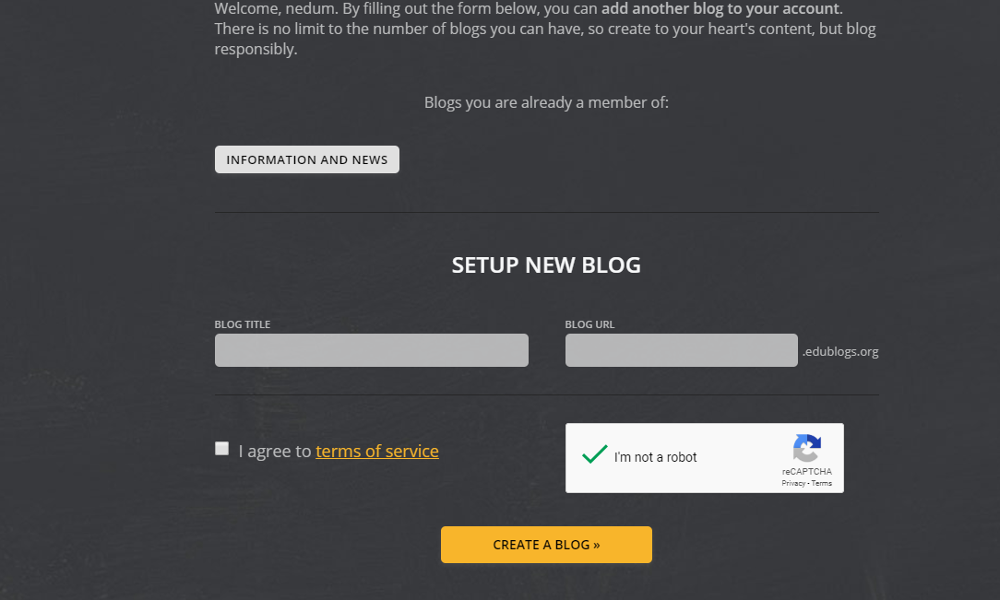 Welcome, nedum. By filling out the form below, you can add another blog to your account.
There is no limit to the number of blogs you can have, so create to your heart's content, but blog
responsibly.
Blogs you are already a member of:
INFORMATION AND NEWS
SETUP NEW BLOG
BLOG TITLE
BLOG URL
.edublogs.org
I agree to terms of service
I'm not a robot
reCAPTCHA
Privacy - Terms
CREATE A BLOG »